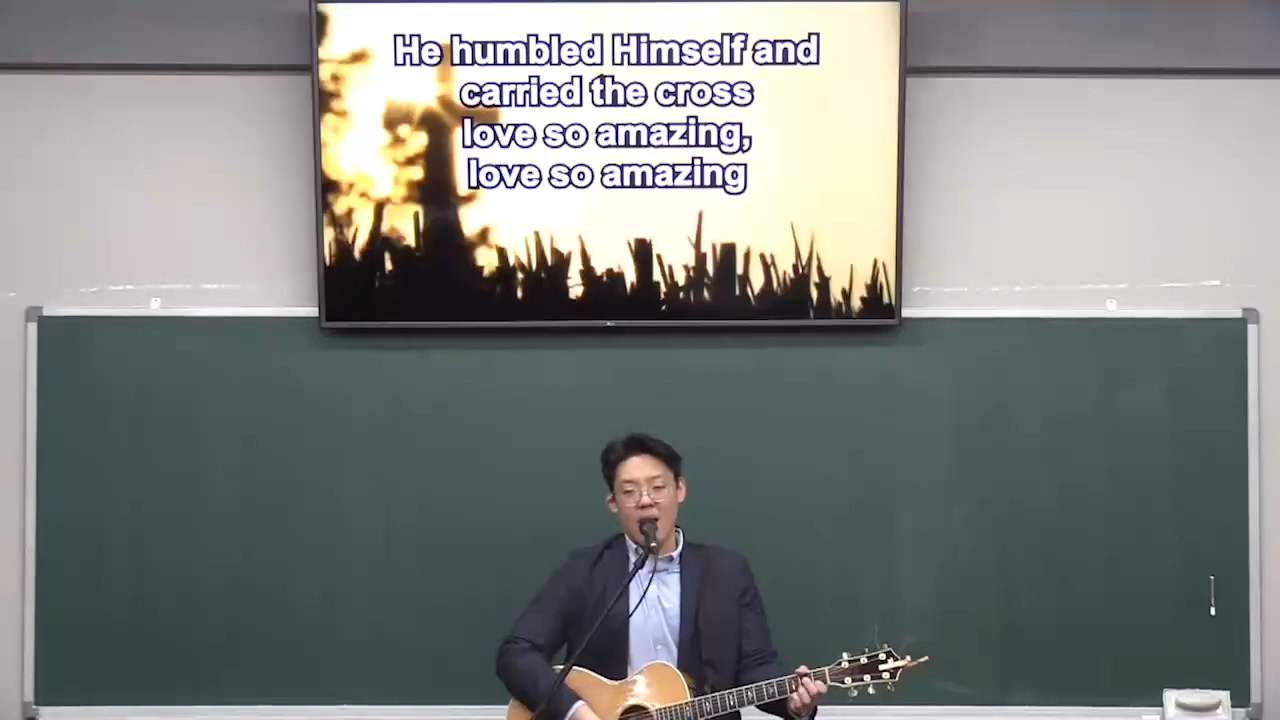 He humbled Himself and
carried the cross
love so amazing,
love so amazing